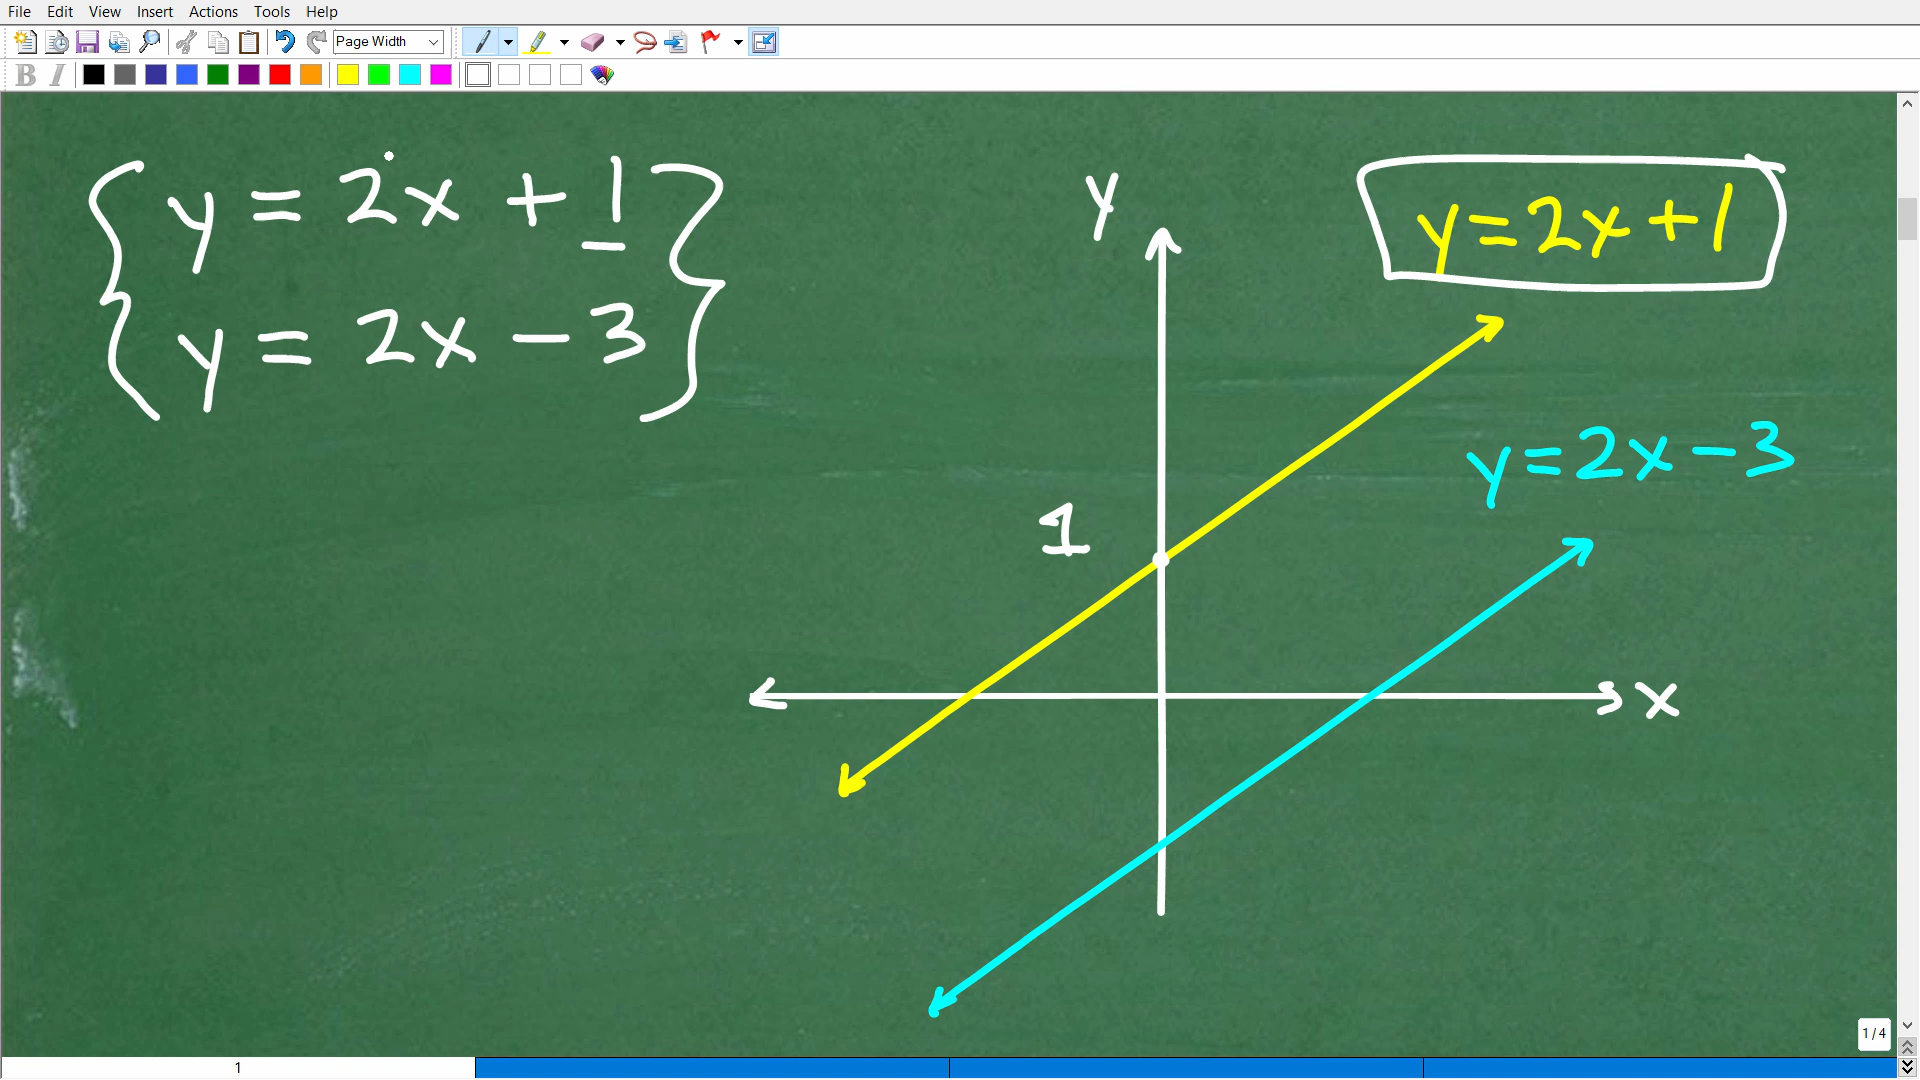 File Edit View Insert Actions Tools Help
Page Width
B I
{ y = 2x + 1 }
{ y = 2x - 3 }
y
y = 2x + 1
y = 2x - 3
1
x
1 / 4
1